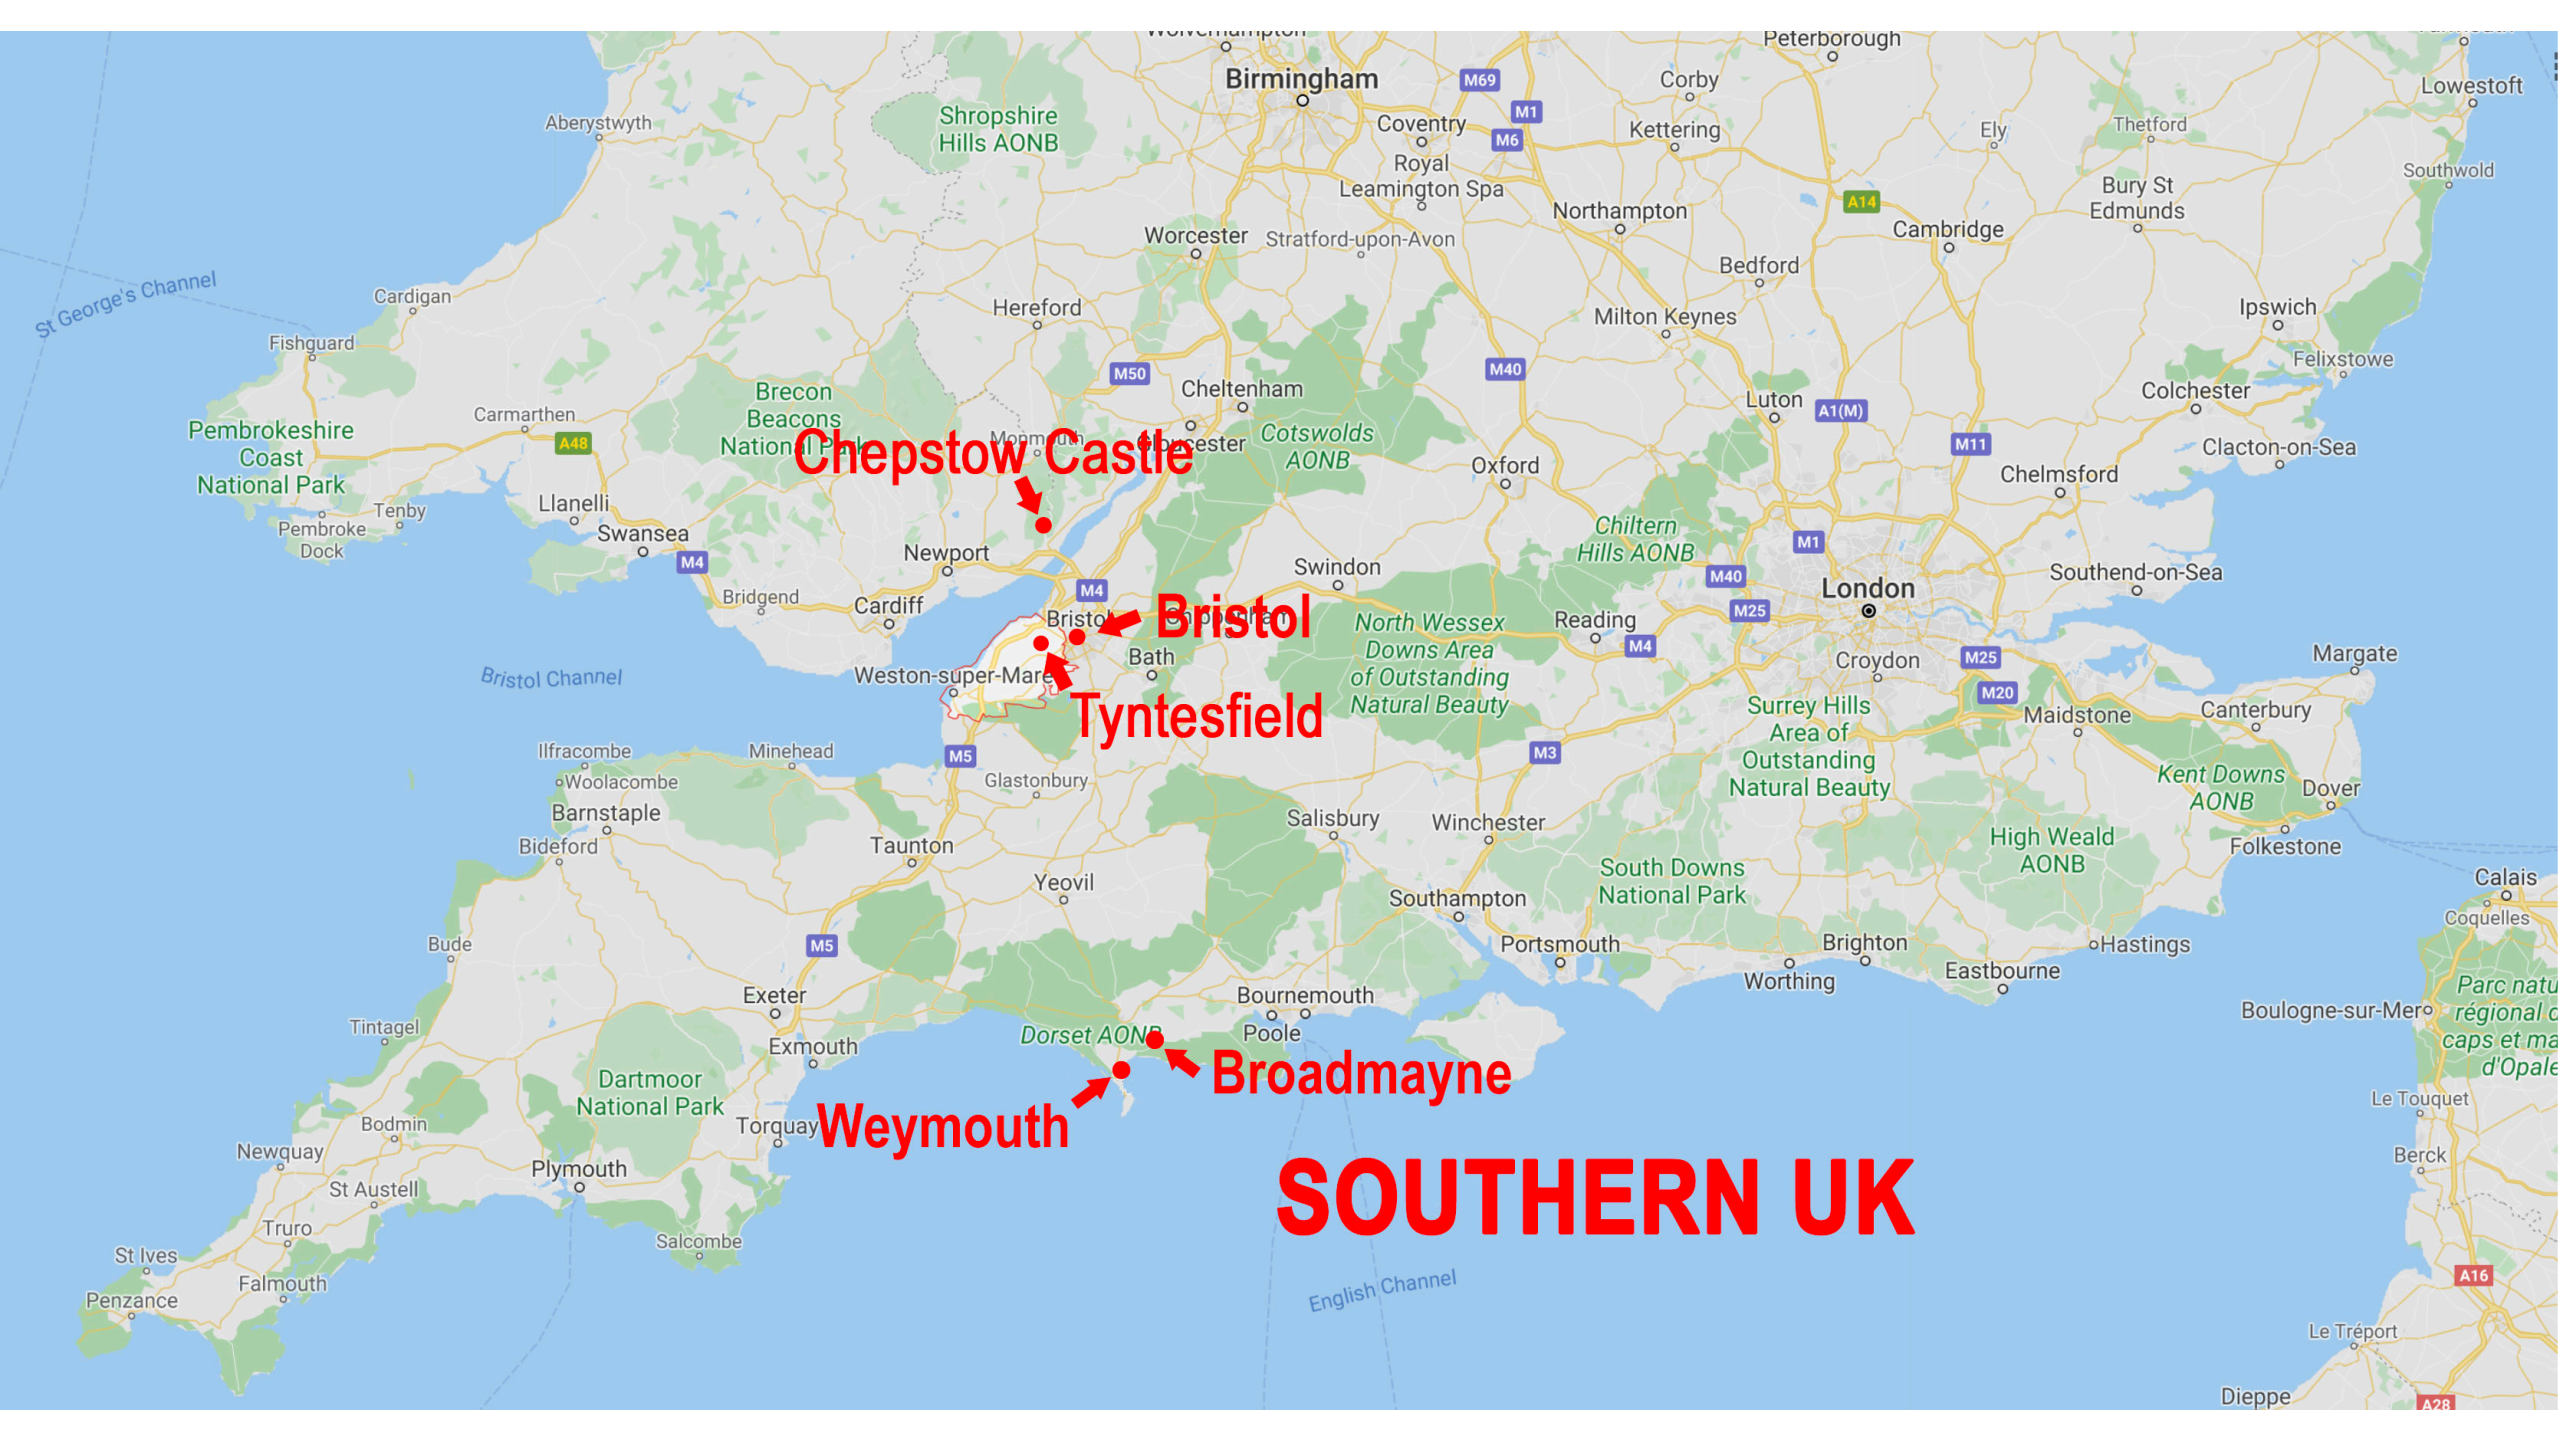 Wolverhampton
Peterborough
Birmingham
M69
Corby
Lowestoft
Aberystwyth
Shropshire
Hills AONB
Coventry
M1
M6
Kettering
Ely
Thetford
Royal
Leamington Spa
Southwold
Northampton
A14
Bury St
Edmunds
Worcester
Stratford-upon-Avon
Cambridge
Bedford
St George's Channel
Cardigan
Hereford
Milton Keynes
Ipswich
Fishguard
M50
M40
Felixstowe
Brecon
Beacons
National Park
Cheltenham
Luton
A1(M)
Colchester
Pembrokeshire
Coast
National Park
Carmarthen
A48
Monmouth
Gloucester
Chepstow Castle
Cotswolds
AONB
Oxford
M11
Clacton-on-Sea
Chelmsford
Tenby
Pembroke
Dock
Llanelli
Swansea
M4
Newport
Chiltern
Hills AONB
M1
Swindon
M40
London
Southend-on-Sea
Bridgend
Cardiff
M4
Bristol
Bristol
Chippenham
North Wessex
Downs Area
of Outstanding
Natural Beauty
Reading
M4
M25
Croydon
M25
Margate
Bristol Channel
Weston-super-Mare
Bath
Tyntesfield
M20
Surrey Hills
Area of
Outstanding
Natural Beauty
Maidstone
Canterbury
Ilfracombe
Woolacombe
Minehead
M5
Glastonbury
M3
Kent Downs
AONB
Dover
Barnstaple
Bideford
Taunton
Salisbury
Winchester
High Weald
AONB
Folkestone
Yeovil
South Downs
National Park
Southampton
Calais
Coquelles
Bude
M5
Portsmouth
Brighton
Hastings
Worthing
Eastbourne
Exeter
Bournemouth
Poole
Parc natu
régional d
caps et ma
d'Opale
Boulogne-sur-Mer
Tintagel
Exmouth
Dorset AONB
Broadmayne
Dartmoor
National Park
Le Touquet
Bodmin
Torquay
Weymouth
Newquay
Plymouth
Berck
St Austell
SOUTHERN UK
Truro
Salcombe
St Ives
Falmouth
English Channel
A16
Penzance
Le Tréport
Dieppe
A28